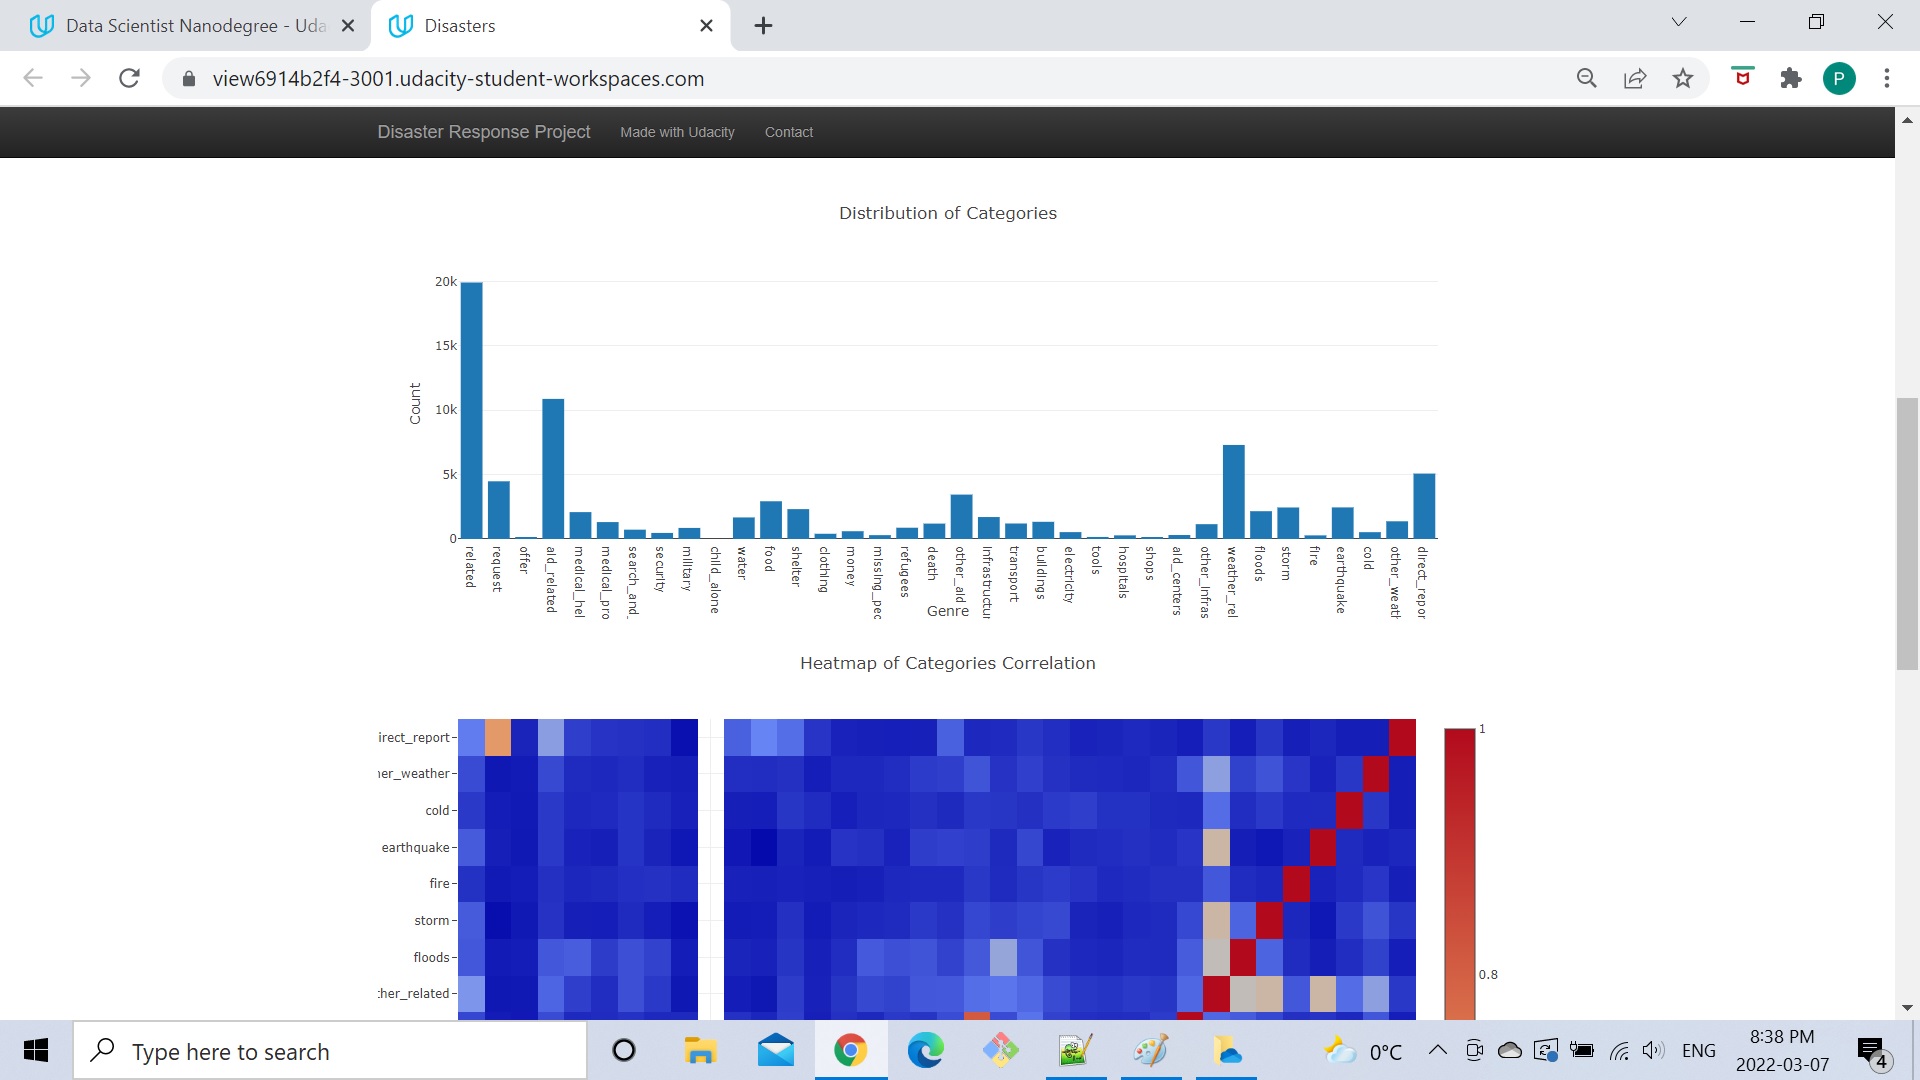 Data Scientist Nanodegree - Uda
Disasters
view6914b2f4-3001.udacity-student-workspaces.com
P
Disaster Response Project
Made with Udacity
Contact
Distribution of Categories
20k
15k
10k
5k
0
Count
related
request
offer
aid_related
medical_hel
medical_pro
search_and_
security
military
child_alone
water
food
shelter
clothing
money
missing_peo
refugees
death
other_aid
infrastructur
transport
buildings
electricity
tools
hospitals
shops
aid_centers
other_infras
weather_rel
floods
storm
fire
earthquake
cold
other_weath
direct_repor
Genre
Heatmap of Categories Correlation
irect_report
her_weather
cold
earthquake
fire
storm
floods
ther_related
1
0.8
Type here to search
0°C
ENG
8:38 PM
2022-03-07
4